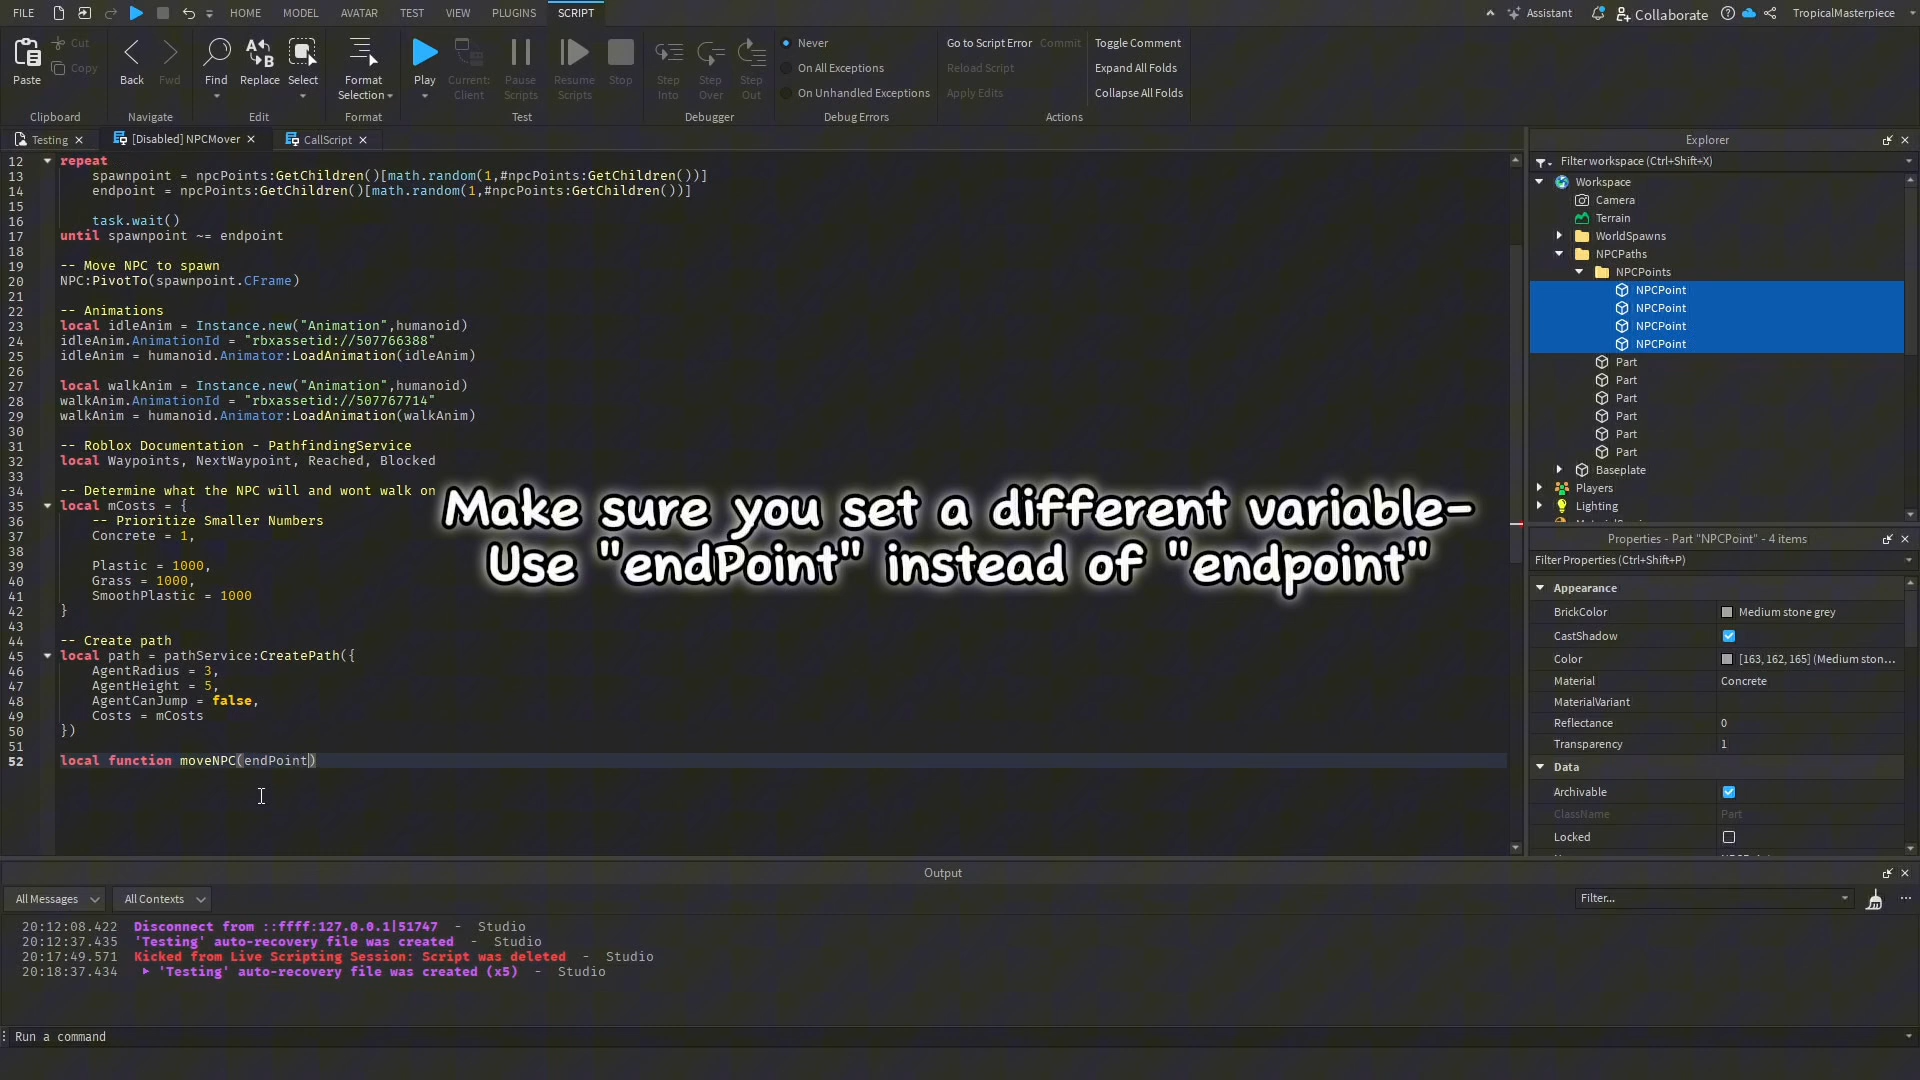 FILE HOME MODEL AVATAR TEST VIEW PLUGINS SCRIPT Assistant Collaborate TropicalMasterpiece
Paste Cut Copy Back Fwd Find Replace Select Format Selection Play Current: Client Pause Scripts Resume Scripts Stop Step Into Step Over Step Out
Never Go to Script Error Commit Toggle Comment
On All Exceptions Reload Script Expand All Folds
On Unhandled Exceptions Apply Edits Collapse All Folds
Clipboard Navigate Edit Format Test Debugger Debug Errors Actions
Testing [Disabled] NPCMover CallScript
12 repeat
13 spawnpoint = npcPoints:GetChildren()[math.random(1,#npcPoints:GetChildren())]
14 endpoint = npcPoints:GetChildren()[math.random(1,#npcPoints:GetChildren())]
15
16 task.wait()
17 until spawnpoint ~= endpoint
18
19 -- Move NPC to spawn
20 NPC:PivotTo(spawnpoint.CFrame)
21
22 -- Animations
23 local idleAnim = Instance.new("Animation",humanoid)
24 idleAnim.AnimationId = "rbxassetid://507766388"
25 idleAnim = humanoid.Animator:LoadAnimation(idleAnim)
26
27 local walkAnim = Instance.new("Animation",humanoid)
28 walkAnim.AnimationId = "rbxassetid://507767714"
29 walkAnim = humanoid.Animator:LoadAnimation(walkAnim)
30
31 -- Roblox Documentation - PathfindingService
32 local Waypoints, NextWaypoint, Reached, Blocked
33
34 -- Determine what the NPC will and wont walk on
35 local mCosts = {
36 -- Prioritize Smaller Numbers
37 Concrete = 1,
38
39 Plastic = 1000,
40 Grass = 1000,
41 SmoothPlastic = 1000
42 }
43
44 -- Create path
45 local path = pathService:CreatePath({
46 AgentRadius = 3,
47 AgentHeight = 5,
48 AgentCanJump = false,
49 Costs = mCosts
50 })
51
52 local function moveNPC(endPoint)
Make sure you set a different variable-
Use "endPoint" instead of "endpoint"
Explorer
Filter workspace (Ctrl+Shift+X)
Workspace
Camera
Terrain
WorldSpawns
NPCPaths
NPCPoints
NPCPoint
NPCPoint
NPCPoint
NPCPoint
Part
Part
Part
Part
Part
Part
Baseplate
Players
Lighting
Properties - Part "NPCPoint" - 4 items
Filter Properties (Ctrl+Shift+P)
Appearance
BrickColor Medium stone grey
CastShadow
Color [163, 162, 165] (Medium ston...
Material Concrete
MaterialVariant
Reflectance 0
Transparency 1
Data
Archivable
ClassName Part
Locked
Output
All Messages All Contexts Filter...
20:12:08.422 Disconnect from ::ffff:127.0.0.1|51747 - Studio
20:12:37.435 'Testing' auto-recovery file was created - Studio
20:17:49.571 Kicked from Live Scripting Session: Script was deleted - Studio
20:18:37.434 'Testing' auto-recovery file was created (x5) - Studio
Run a command